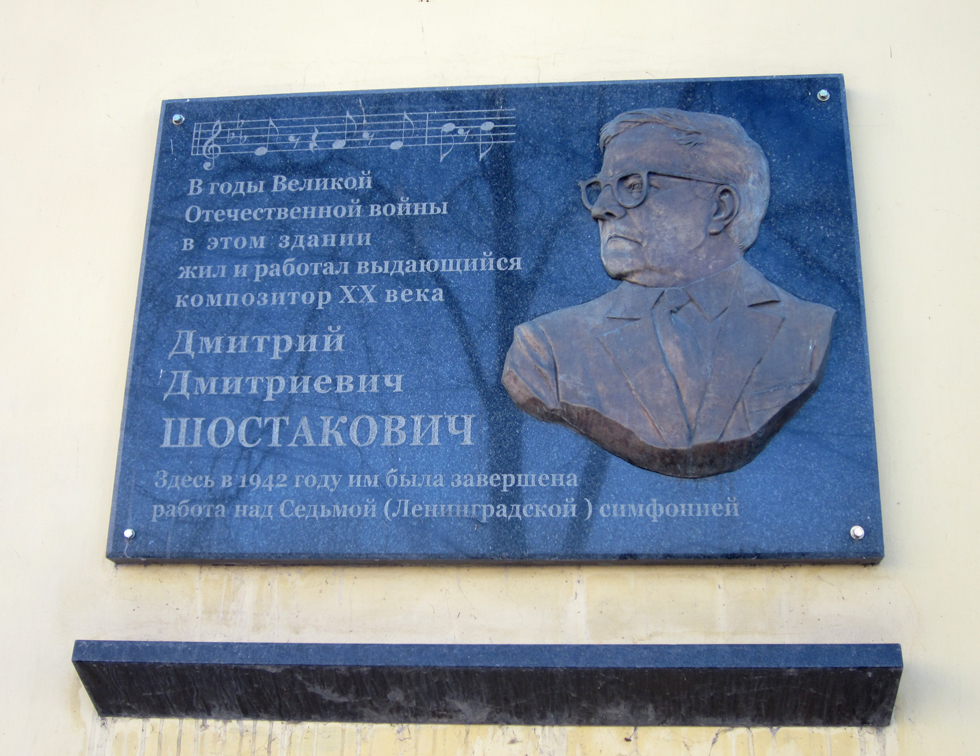 В годы Великой
Отечественной войны
в этом здании
жил и работал выдающийся
композитор XX века
Дмитрий
Дмитриевич
ШОСТАКОВИЧ
Здесь в 1942 году им была завершена
работа над Седьмой (Ленинградской ) симфонией